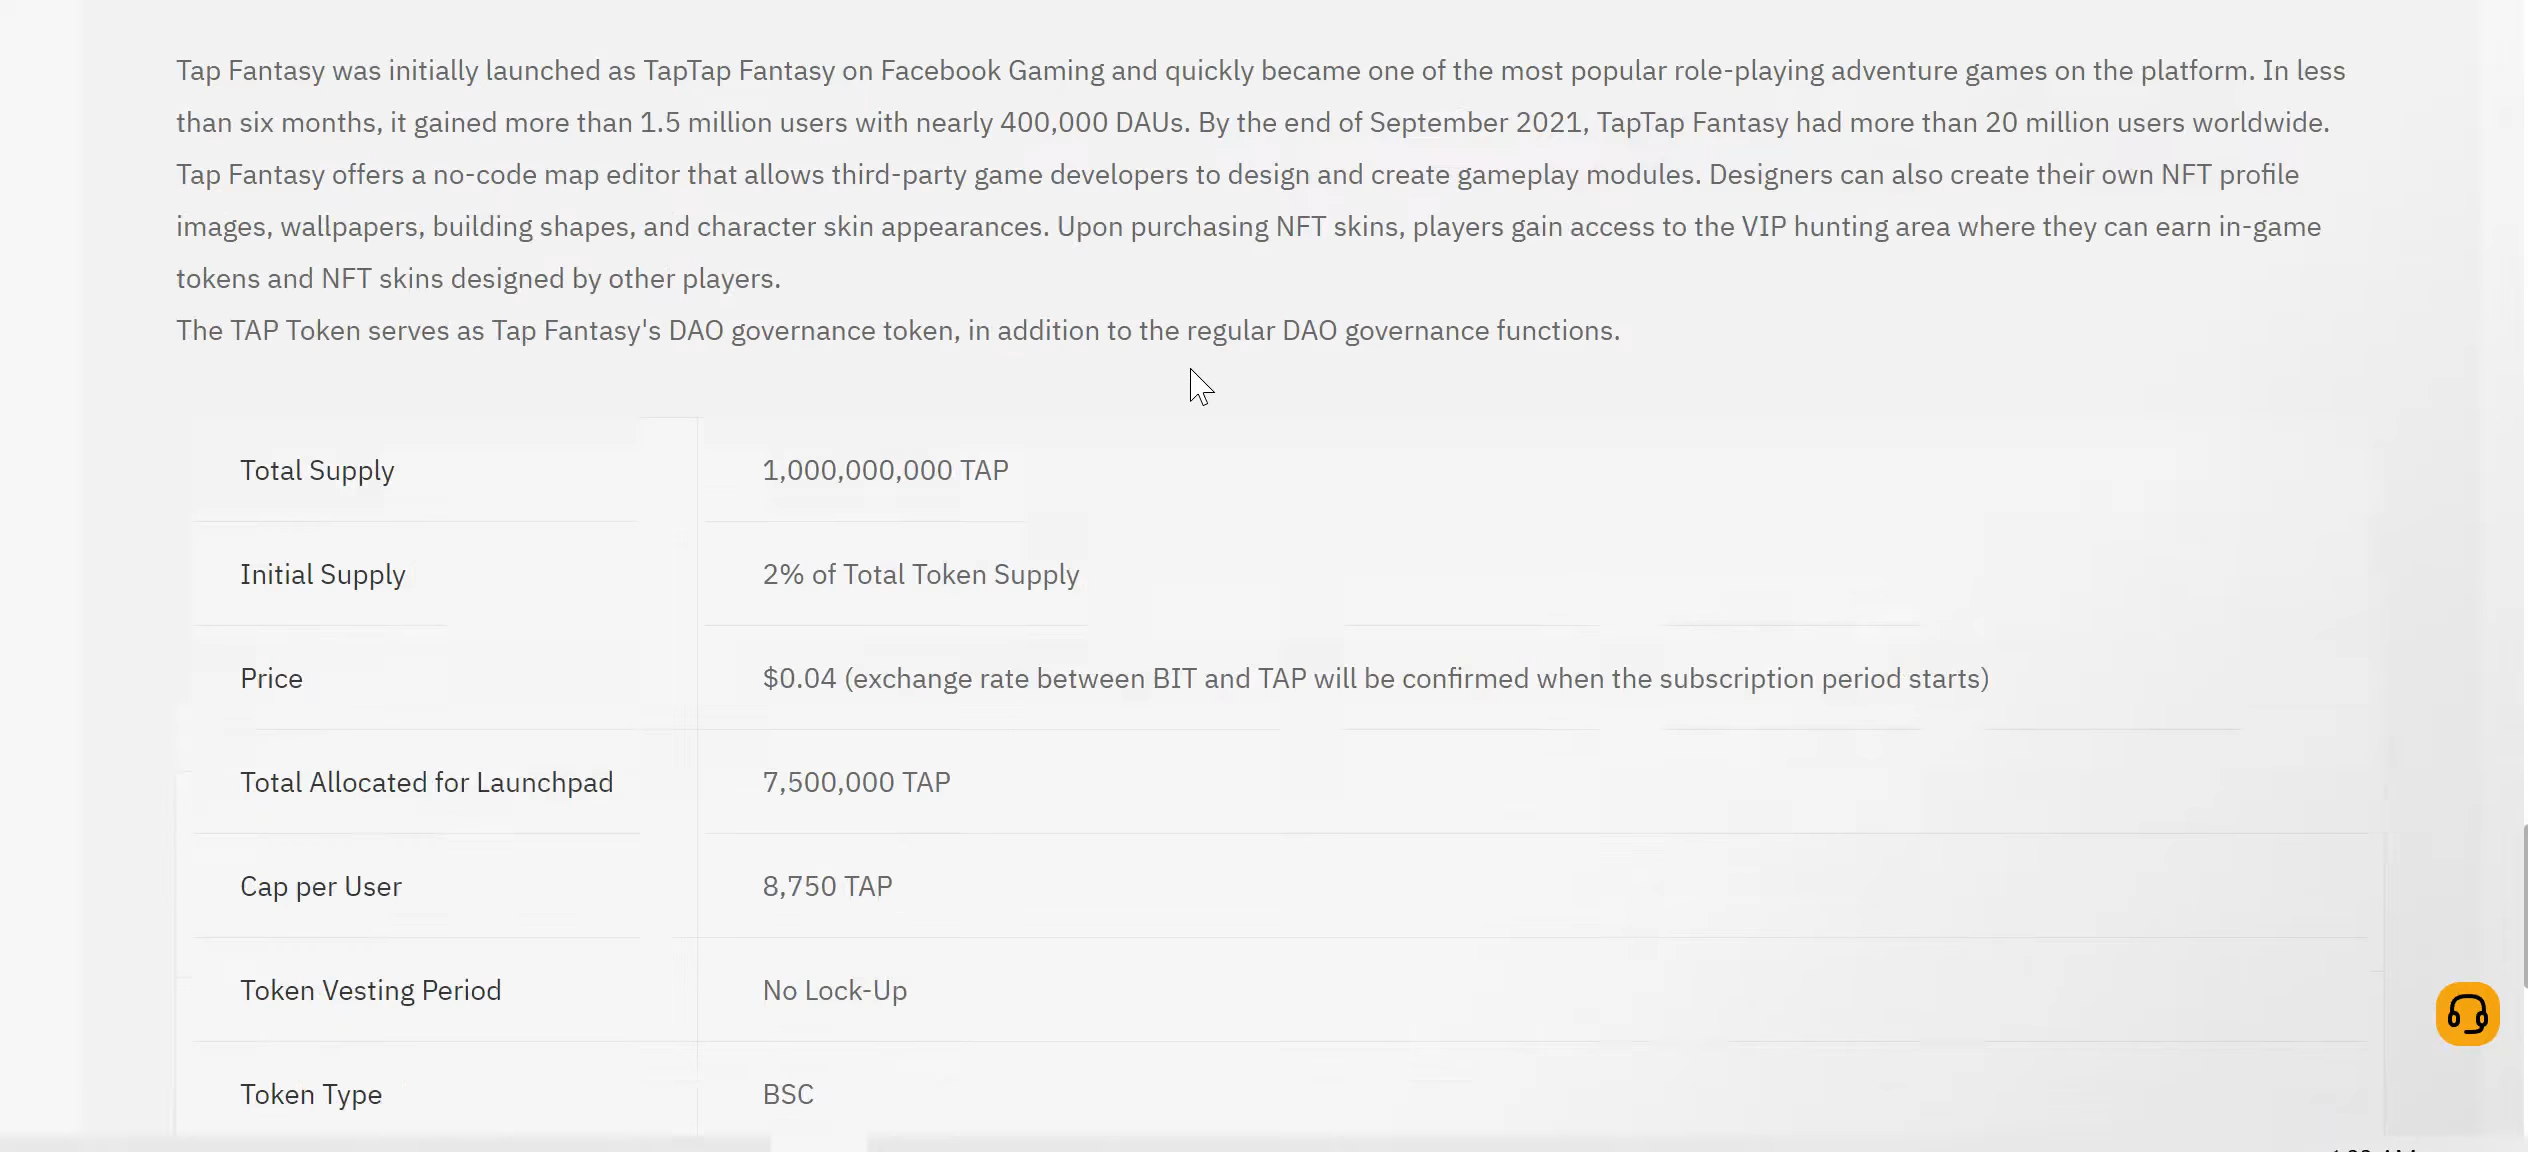 Tap Fantasy was initially launched as TapTap Fantasy on Facebook Gaming and quickly became one of the most popular role-playing adventure games on the platform. In less
than six months, it gained more than 1.5 million users with nearly 400,000 DAUs. By the end of September 2021, TapTap Fantasy had more than 20 million users worldwide.
Tap Fantasy offers a no-code map editor that allows third-party game developers to design and create gameplay modules. Designers can also create their own NFT profile
images, wallpapers, building shapes, and character skin appearances. Upon purchasing NFT skins, players gain access to the VIP hunting area where they can earn in-game
tokens and NFT skins designed by other players.
The TAP Token serves as Tap Fantasy's DAO governance token, in addition to the regular DAO governance functions.
Total Supply 1,000,000,000 TAP
Initial Supply 2% of Total Token Supply
Price $0.04 (exchange rate between BIT and TAP will be confirmed when the subscription period starts)
Total Allocated for Launchpad 7,500,000 TAP
Cap per User 8,750 TAP
Token Vesting Period No Lock-Up
Token Type BSC